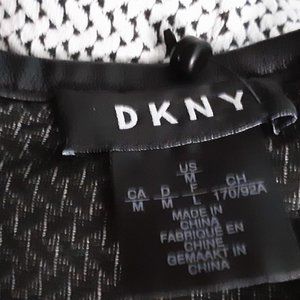 DKNY
US
M
CA D F CH
M M L 170/92A
MADE IN
CHINA
FABRIQUE EN
CHINE
GEMAAKT IN
CHINA